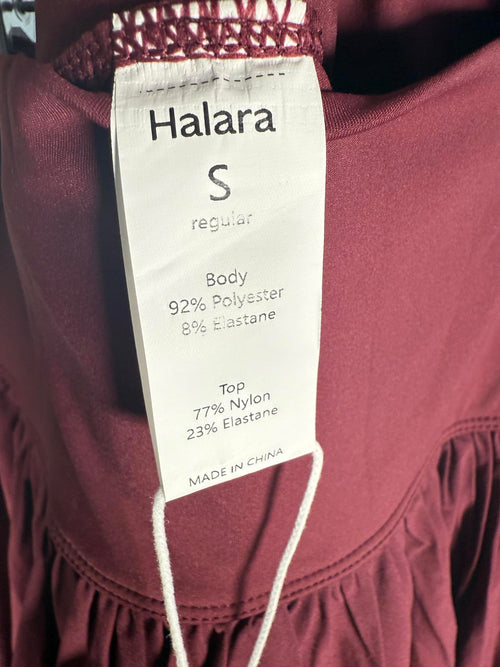 Halara
S
regular
Body
92% Polyester
8% Elastane
Top
77% Nylon
23% Elastane
MADE IN CHINA